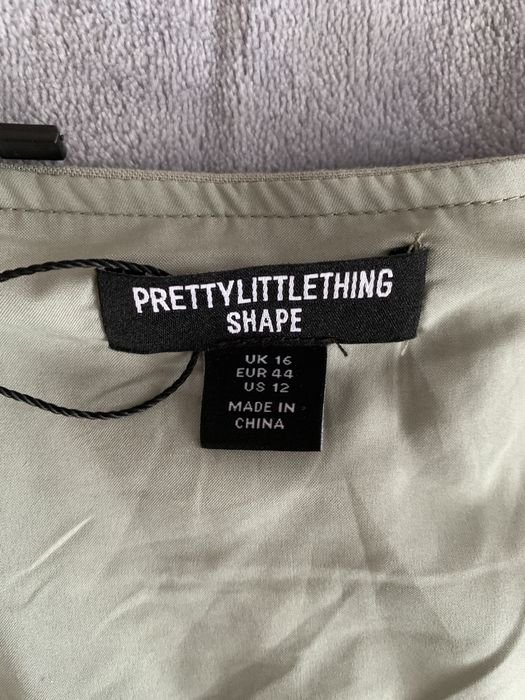 PRETTYLITTLETHING
SHAPE
UK 16
EUR 44
US 12
MADE IN
CHINA